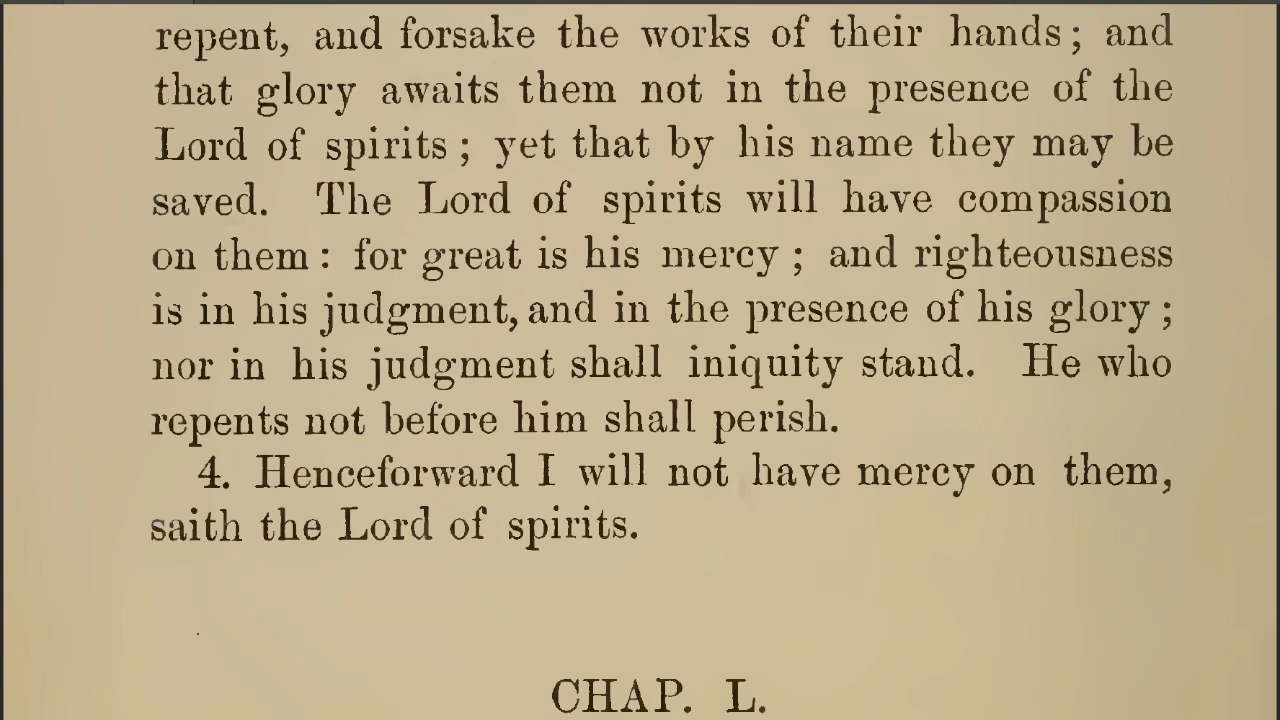 repent, and forsake the works of their hands; and
that glory awaits them not in the presence of the
Lord of spirits; yet that by his name they may be
saved. The Lord of spirits will have compassion
on them: for great is his mercy; and righteousness
is in his judgment, and in the presence of his glory;
nor in his judgment shall iniquity stand. He who
repents not before him shall perish.
4. Henceforward I will not have mercy on them,
saith the Lord of spirits.
CHAP. L.